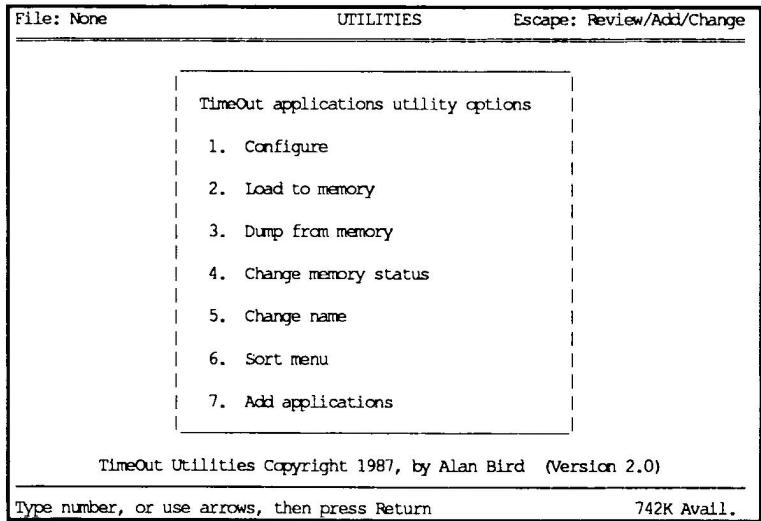 File: None UTILITIES Escape: Review/Add/Change
TimeOut applications utility options
1. Configure
2. Load to memory
3. Dump from memory
4. Change memory status
5. Change name
6. Sort menu
7. Add applications
TimeOut Utilities Copyright 1987, by Alan Bird (Version 2.0)
Type number, or use arrows, then press Return 742K Avail.